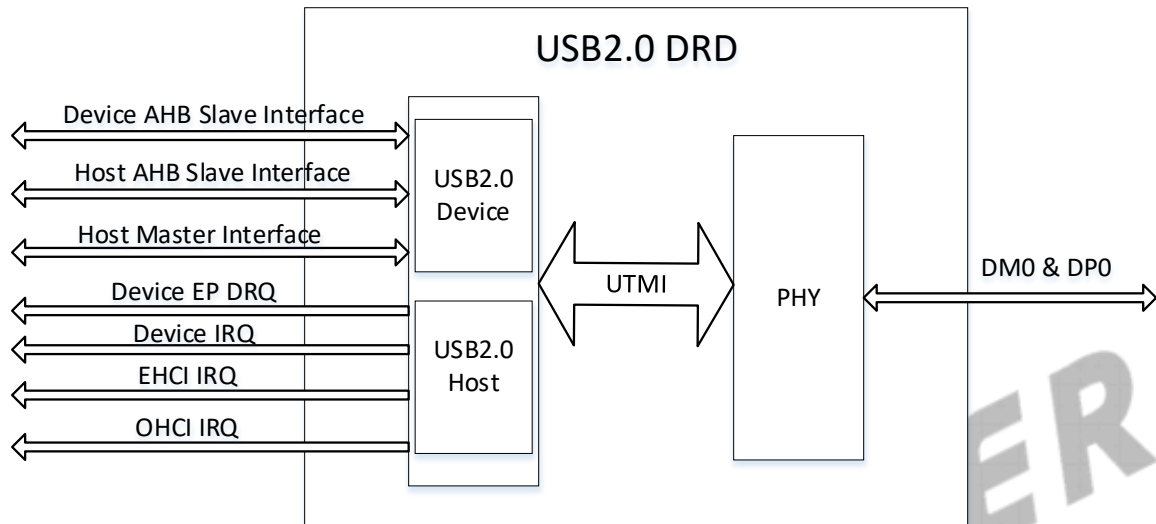 USB2.0 DRD
Device AHB Slave Interface
Host AHB Slave Interface
Host Master Interface
Device EP DRQ
Device IRQ
EHCI IRQ
OHCI IRQ
USB2.0
Device
USB2.0
Host
UTMI
PHY
DM0 & DP0
ER